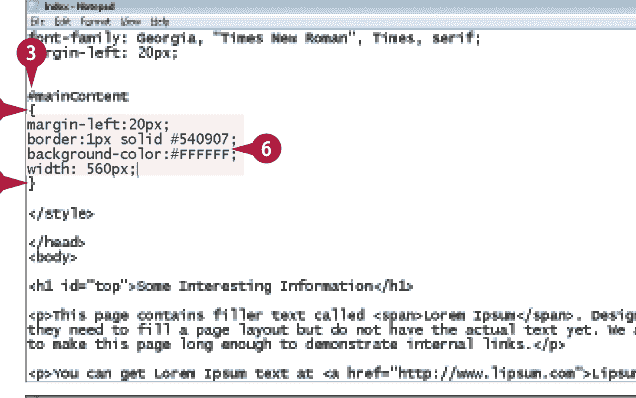 Index - Notepad
File Edit Format View Help
font-family: Georgia, "Times New Roman", Times, serif;
margin-left: 20px;
3
#mainContent
{
margin-left:20px;
border:1px solid #540907;
background-color:#FFFFFF;
6
width: 560px;
}
</style>
</head>
<body>
<h1 id="top">Some Interesting Information</h1>
<p>This page contains filler text called <span>Lorem Ipsum</span>. Desig
they need to fill a page layout but do not have the actual text yet. We
to make this page long enough to demonstrate internal links.</p>
<p>You can get Lorem Ipsum text at <a href="http://www.lipsum.com">Lipsu